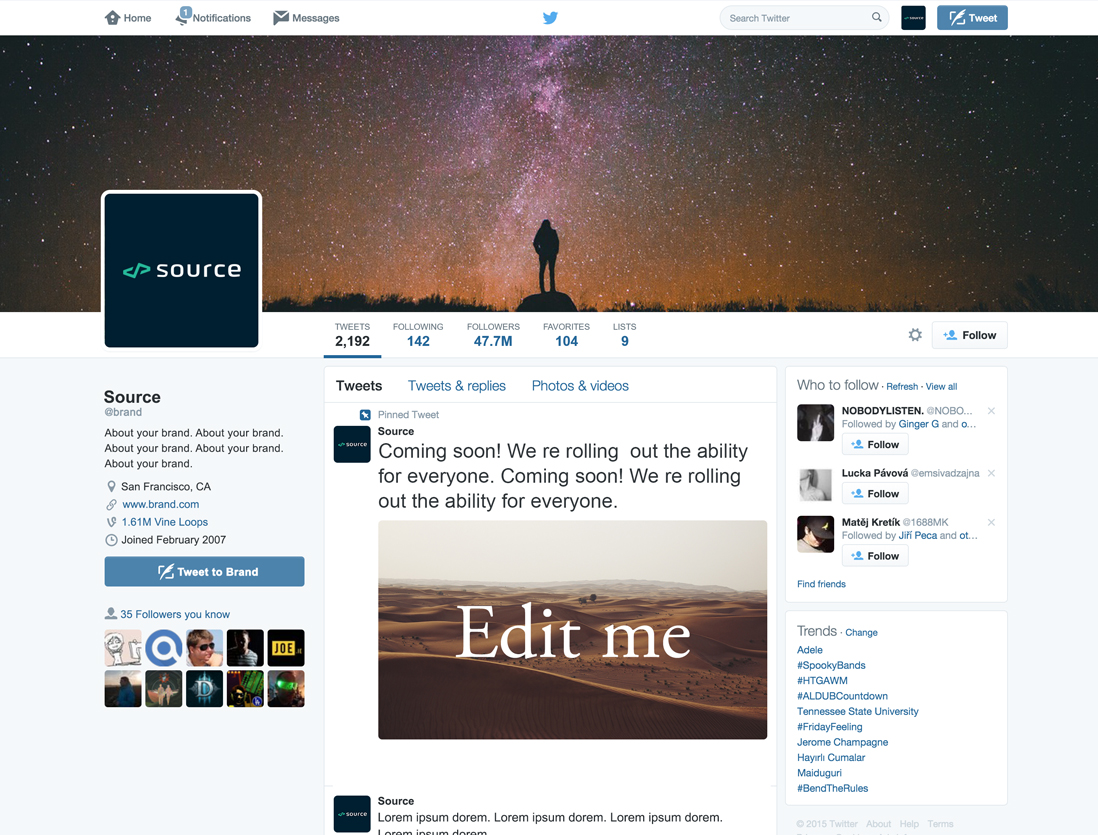 Home
1
Notifications
Messages
Search Twitter
source
Tweet
</> source
TWEETS
2,192
FOLLOWING
142
FOLLOWERS
47.7M
FAVORITES
104
LISTS
9
Follow
Source
@brand
About your brand. About your brand.
About your brand. About your brand.
About your brand.
San Francisco, CA
www.brand.com
1.61M Vine Loops
Joined February 2007
Tweet to Brand
35 Followers you know
JOE
Tweets
Tweets & replies
Photos & videos
Pinned Tweet
source
Source
Coming soon! We re rolling  out the ability
for everyone. Coming soon! We re rolling
out the ability for everyone.
Edit me
source
Source
Lorem ipsum dorem. Lorem ipsum dorem. Lorem ipsum dorem.
Lorem ipsum dorem.
Who to follow · Refresh · View all
NOBODYLISTEN. @NOBO...
Followed by Ginger G and o...
Follow
Lucka Pávová @emsivadzajna
Follow
Matěj Kretík @1688MK
Followed by Jiří Peca and ot...
Follow
Find friends
Trends · Change
Adele
#SpookyBands
#HTGAWM
#ALDUBCountdown
Tennessee State University
#FridayFeeling
Jerome Champagne
Hayırlı Cumalar
Maiduguri
#BendTheRules
© 2015 Twitter About Help Terms